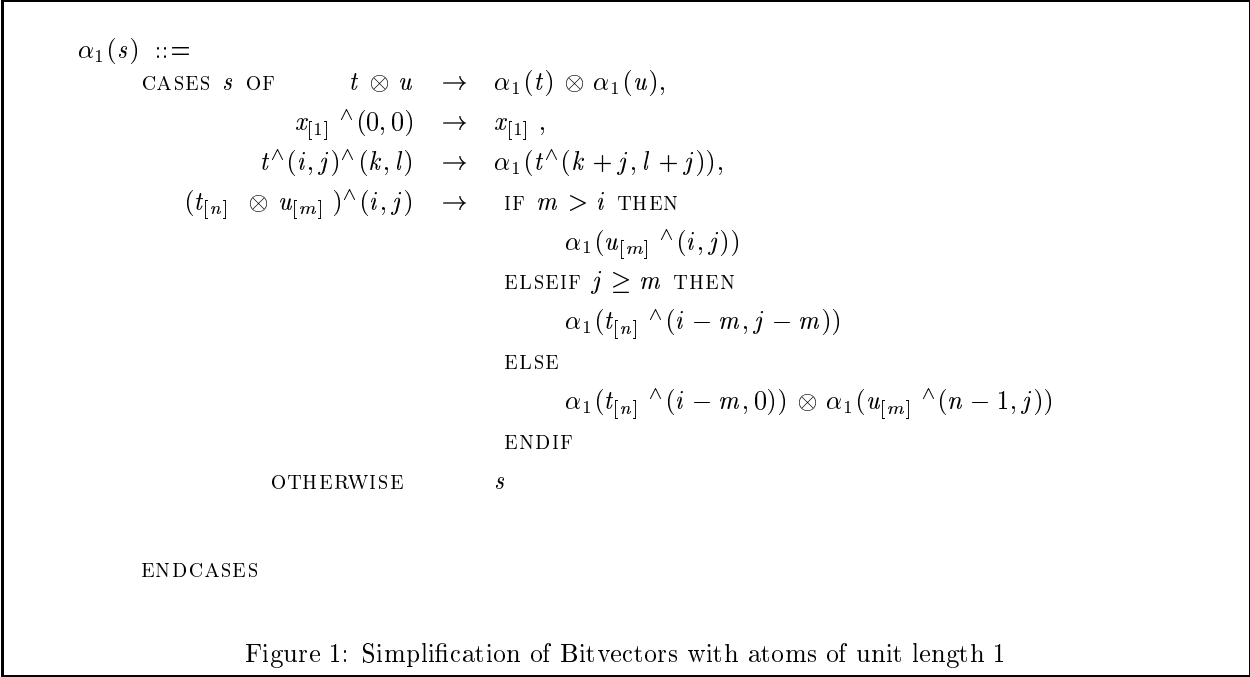 α₁(s) ::=
CASES s OF t ⊗ u → α₁(t) ⊗ α₁(u),
x[1] ^(0,0) → x[1] ,
t^(i,j)^(k,l) → α₁(t^(k + j, l + j)),
(t[n] ⊗ u[m] )^(i,j) → IF m > i THEN
α₁(u[m] ^(i,j))
ELSEIF j ≥ m THEN
α₁(t[n] ^(i − m, j − m))
ELSE
α₁(t[n] ^(i − m, 0)) ⊗ α₁(u[m] ^(n − 1, j))
ENDIF
OTHERWISE s
ENDCASES
Figure 1: Simplification of Bitvectors with atoms of unit length 1